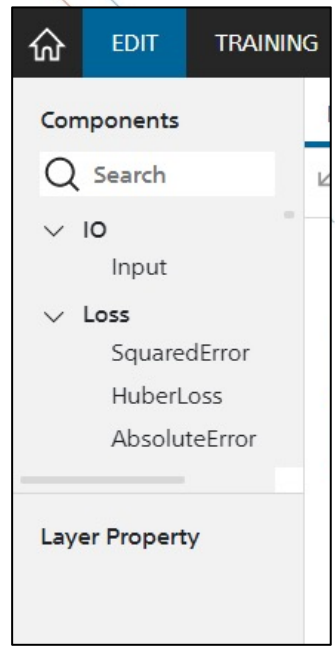 EDIT TRAINING
Components
Search
IO
Input
Loss
SquaredError
HuberLoss
AbsoluteError
Layer Property